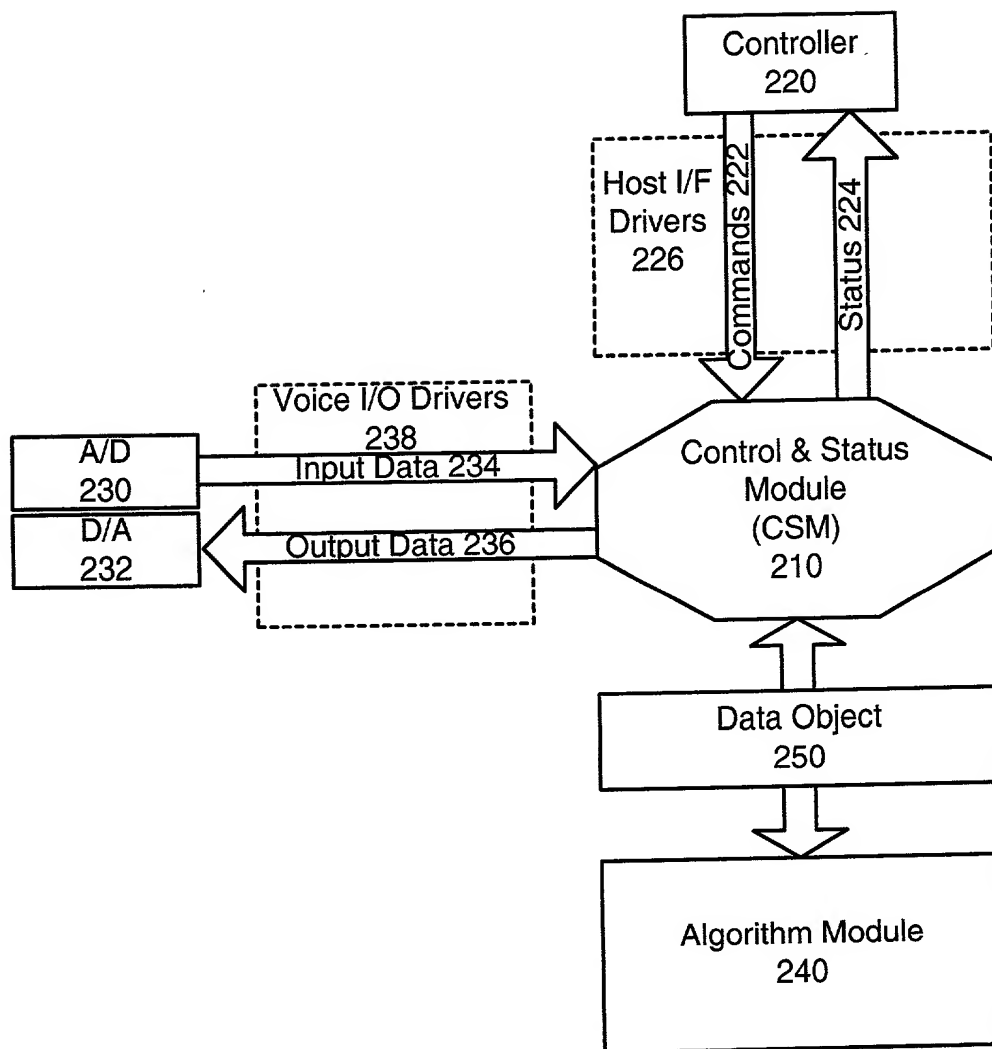 Controller
220
Host I/F
Drivers
226
Commands 222
Status 224
Voice I/O Drivers
238
A/D
230
Input Data 234
D/A
232
Output Data 236
Control & Status
Module
(CSM)
210
Data Object
250
Algorithm Module
240